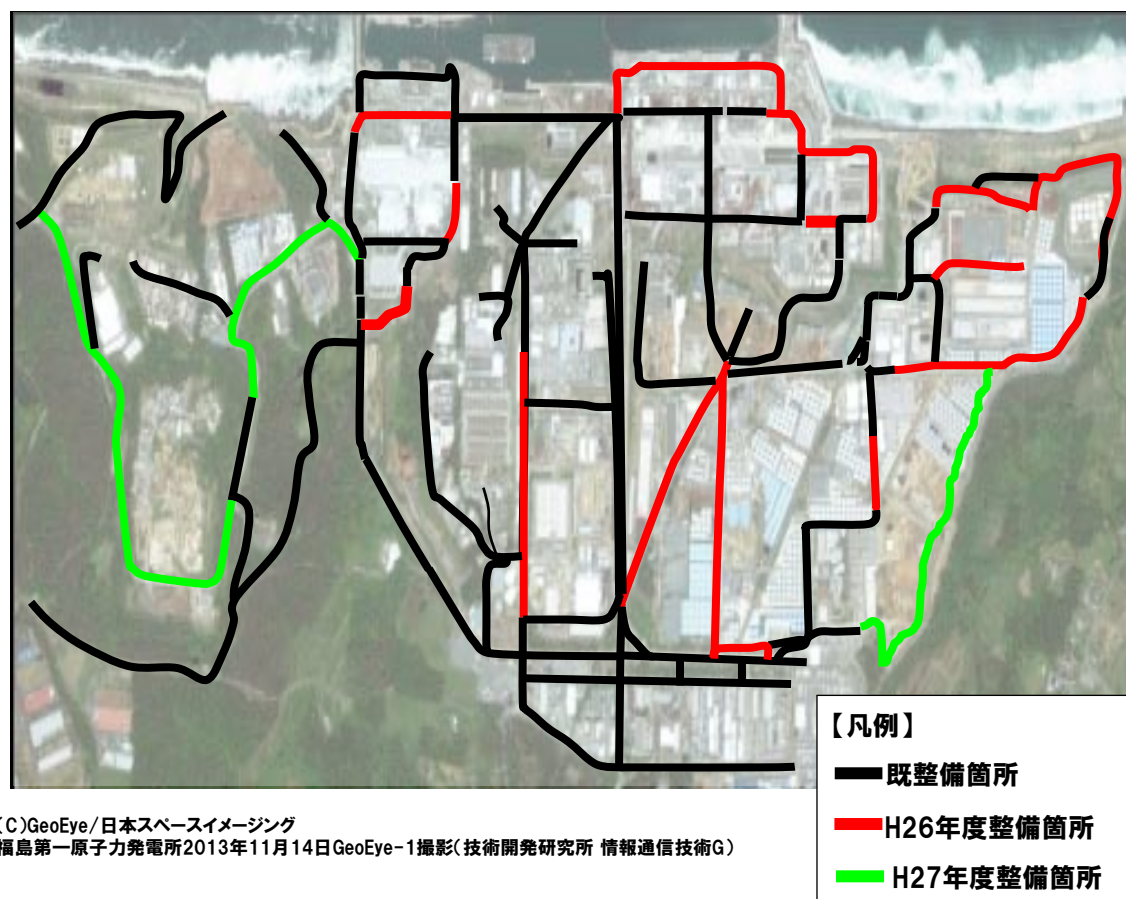 【凡例】
既整備箇所
H26年度整備箇所
H27年度整備箇所
(C)GeoEye/日本スペースイメージング
福島第一原子力発電所2013年11月14日GeoEye-1撮影(技術開発研究所 情報通信技術G)